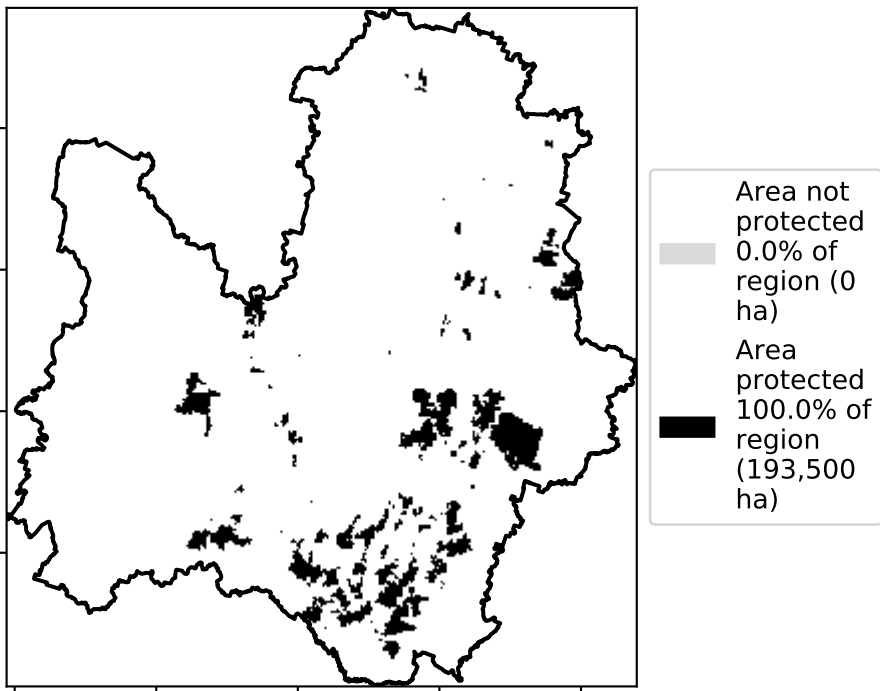 Area not
protected
0.0% of
region (0
ha)
Area
protected
100.0% of
region
(193,500
ha)